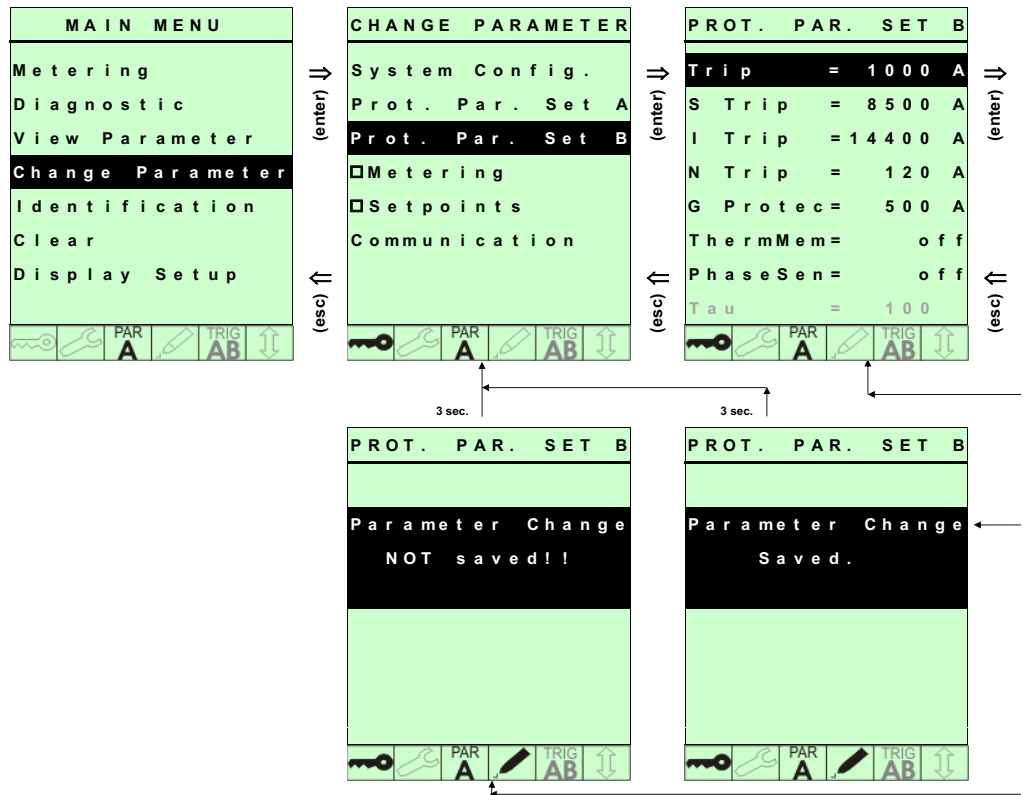 MAIN MENU
Metering
Diagnostic
View Parameter
Change Parameter
Identification
Clear
Display Setup
PAR A TRIG AB
⇒
(enter)
⇐
(esc)
CHANGE PARAMETER
System Config.
Prot. Par. Set A
Prot. Par. Set B
Metering
Setpoints
Communication
PAR A TRIG AB
⇒
(enter)
⇐
(esc)
PROT. PAR. SET B
Trip = 1000 A
S Trip = 8500 A
I Trip =14400 A
N Trip = 120 A
G Protec= 500 A
ThermMem= off
PhaseSen= off
Tau = 100
PAR A TRIG AB
⇒
(enter)
⇐
(esc)
3 sec.
3 sec.
PROT. PAR. SET B
Parameter Change
NOT saved!!
PAR A TRIG AB
PROT. PAR. SET B
Parameter Change
Saved.
PAR A TRIG AB